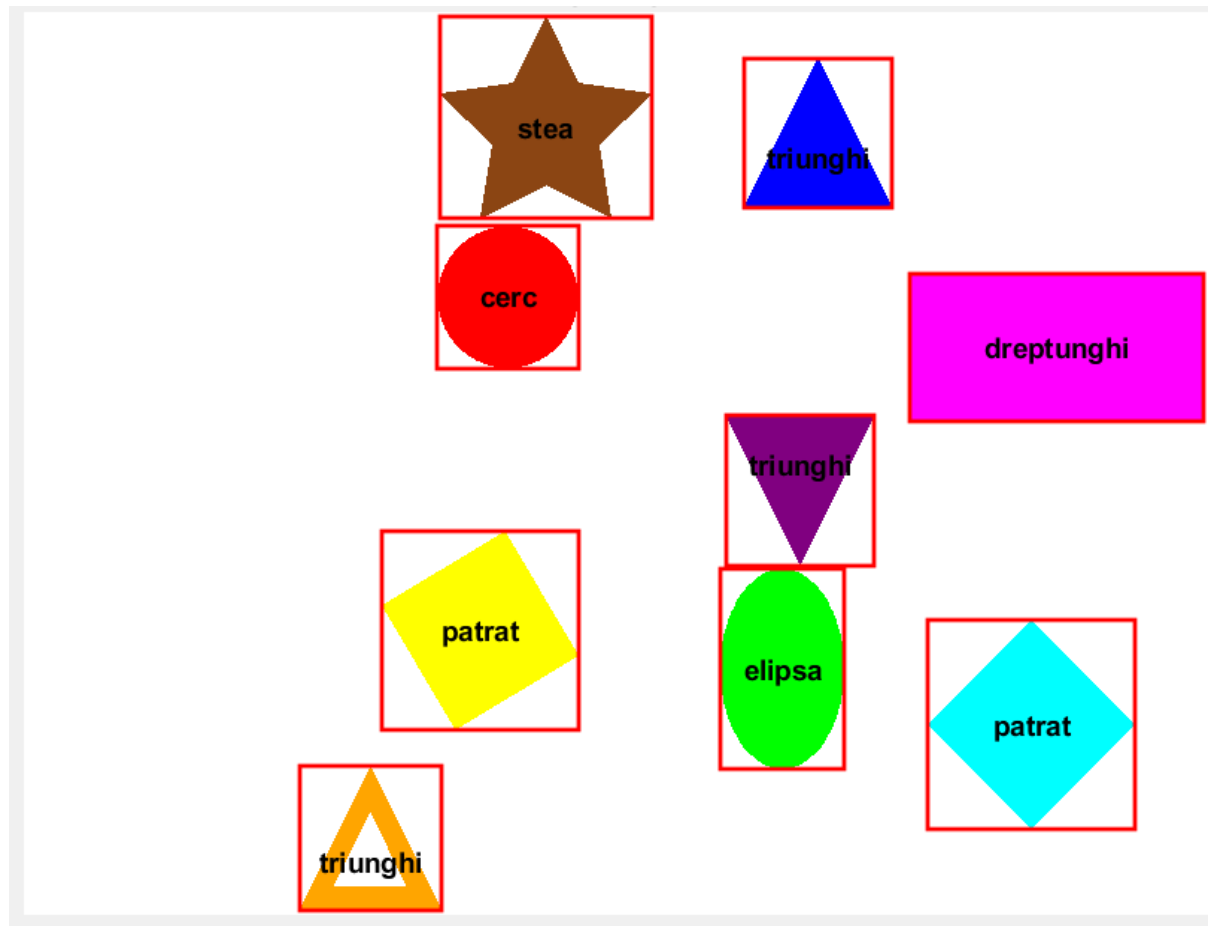 stea
triunghi
cerc
dreptunghi
triunghi
patrat
elipsa
patrat
triunghi